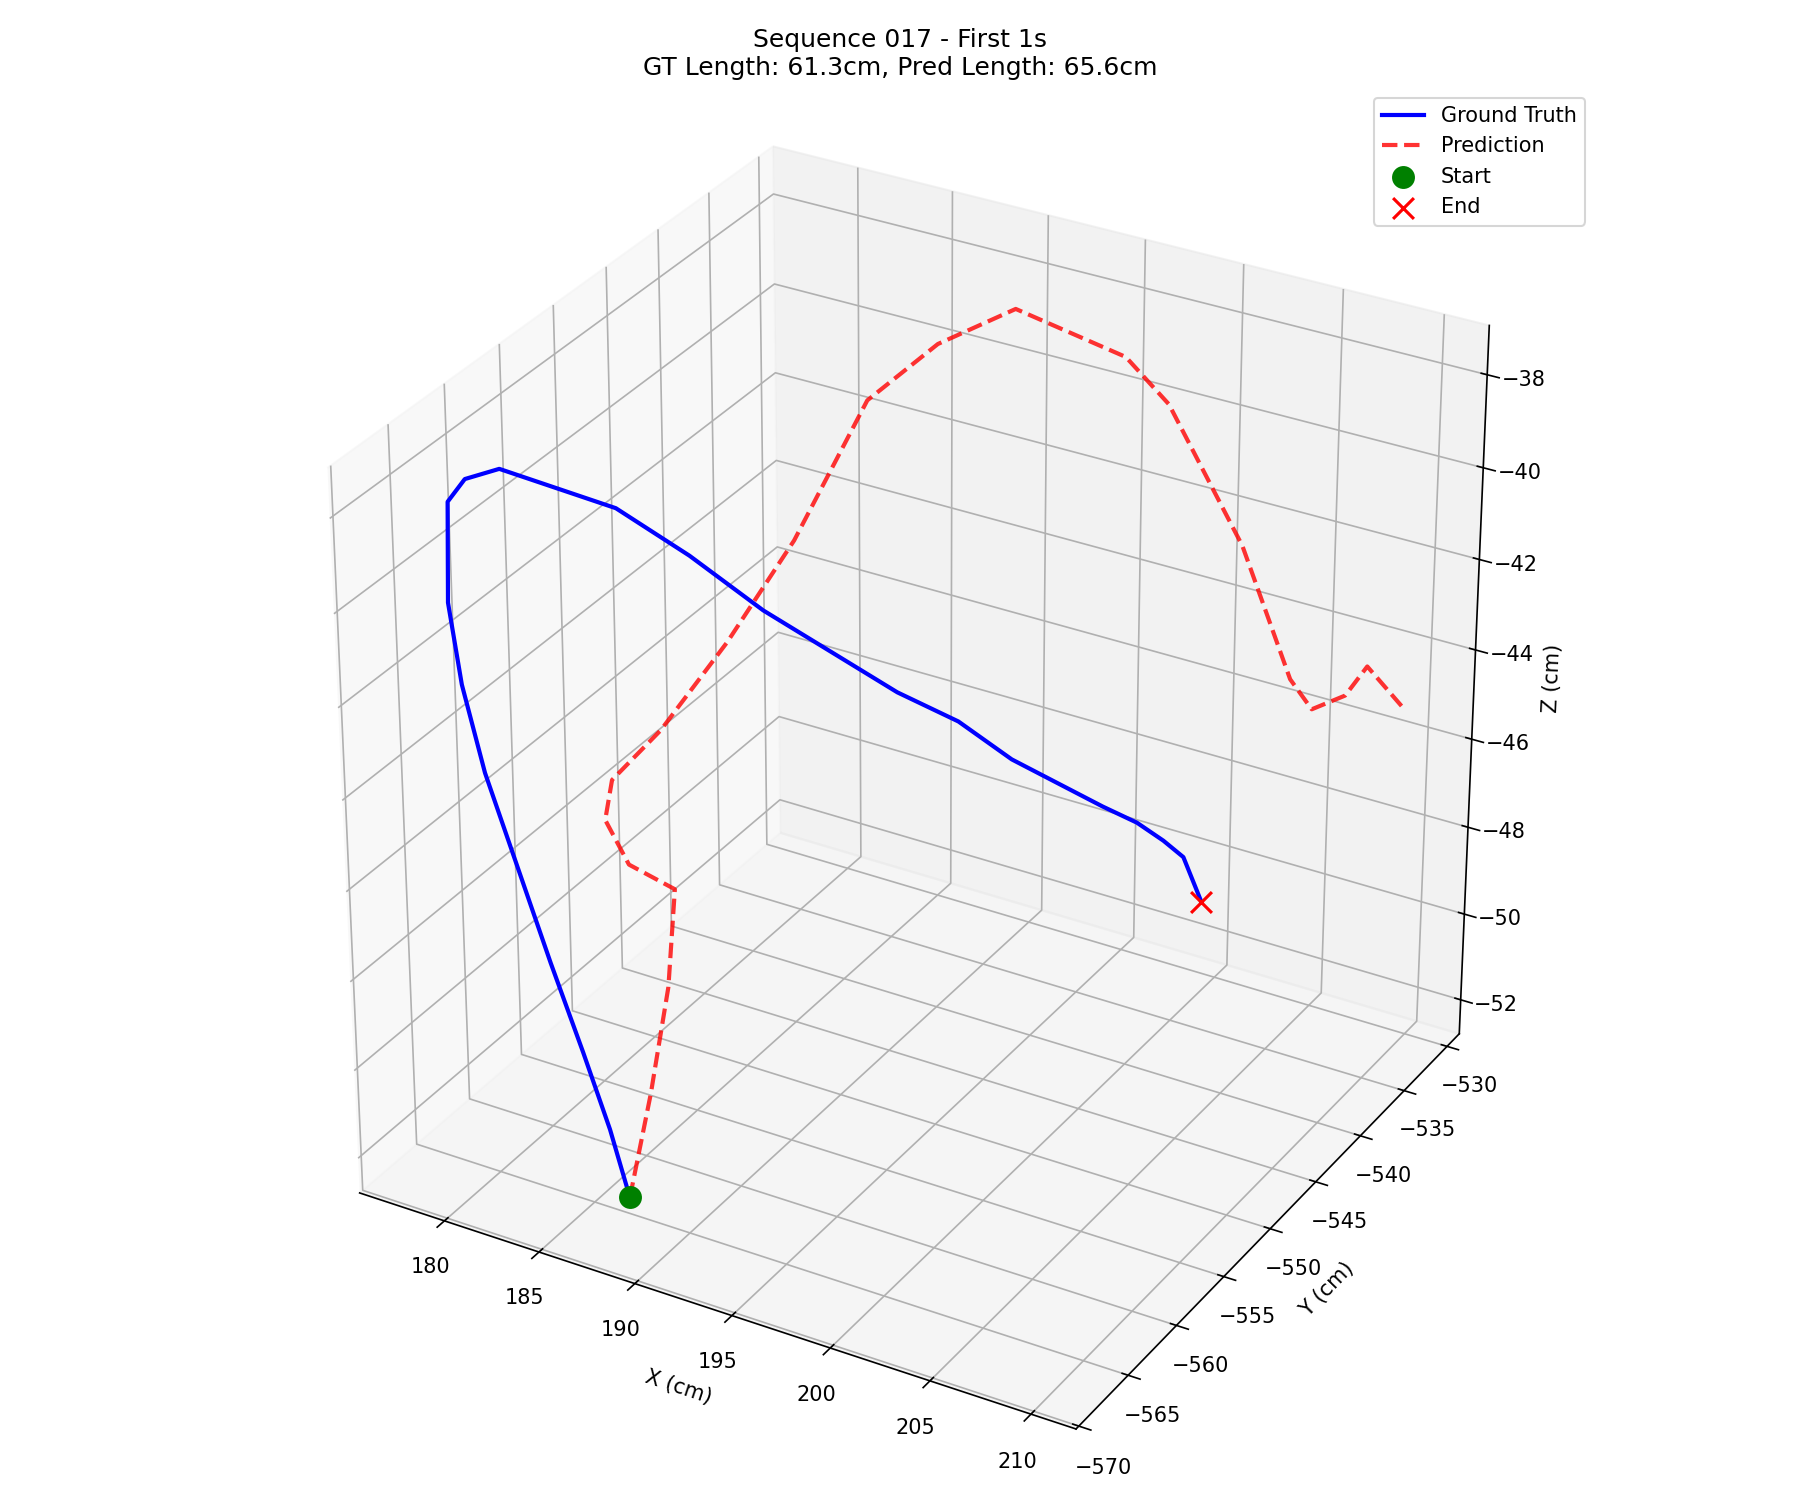 Sequence 017 - First 1s
GT Length: 61.3cm, Pred Length: 65.6cm
Ground Truth
Prediction
Start
End
−38
−40
−42
−44
−46
−48
−50
−52
Z (cm)
−530
−535
−540
−545
−550
−555
−560
−565
−570
Y (cm)
180
185
190
195
200
205
210
X (cm)